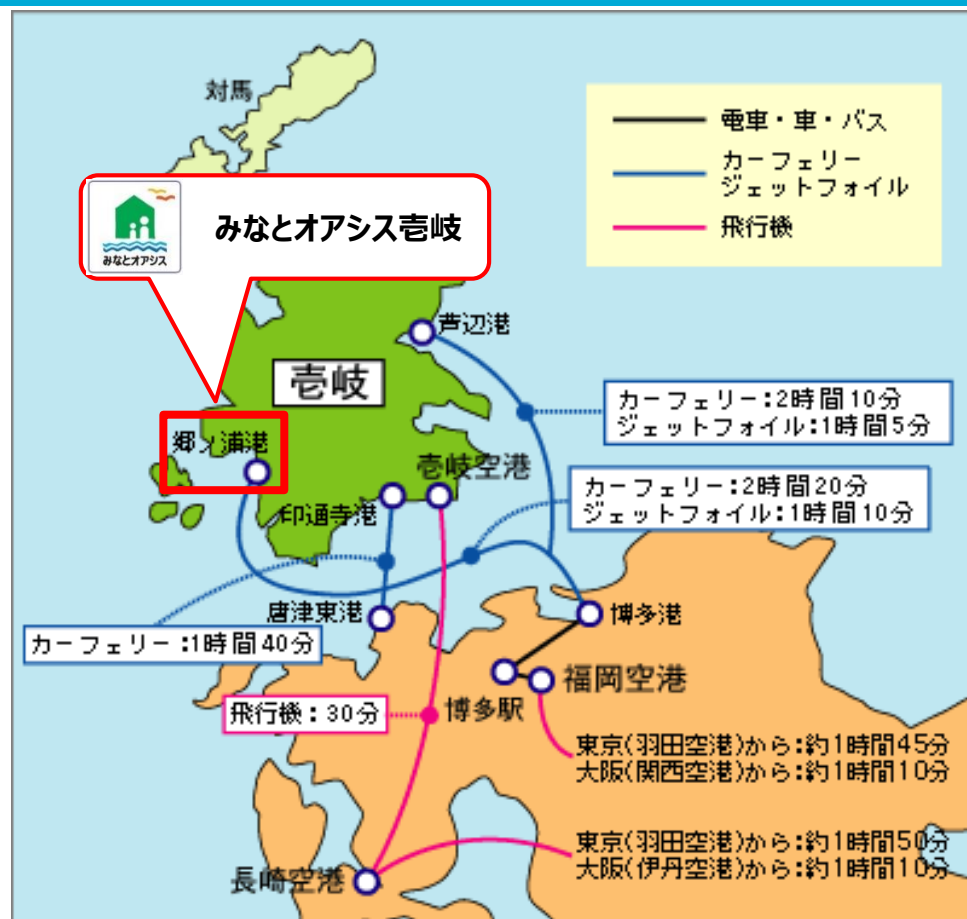 対馬
電車・車・バス
カーフェリー
ジェットフォイル
飛行機
みなとオアシス
みなとオアシス壱岐
芦辺港
壱岐
カーフェリー:2時間10分
ジェットフォイル:1時間5分
郷ノ浦港
壱岐空港
カーフェリー:2時間20分
ジェットフォイル:1時間10分
印通寺港
唐津東港
博多港
カーフェリー:1時間40分
福岡空港
飛行機:30分
博多駅
東京(羽田空港)から:約1時間45分
大阪(関西空港)から:約1時間10分
東京(羽田空港)から:約1時間50分
大阪(伊丹空港)から:約1時間10分
長崎空港